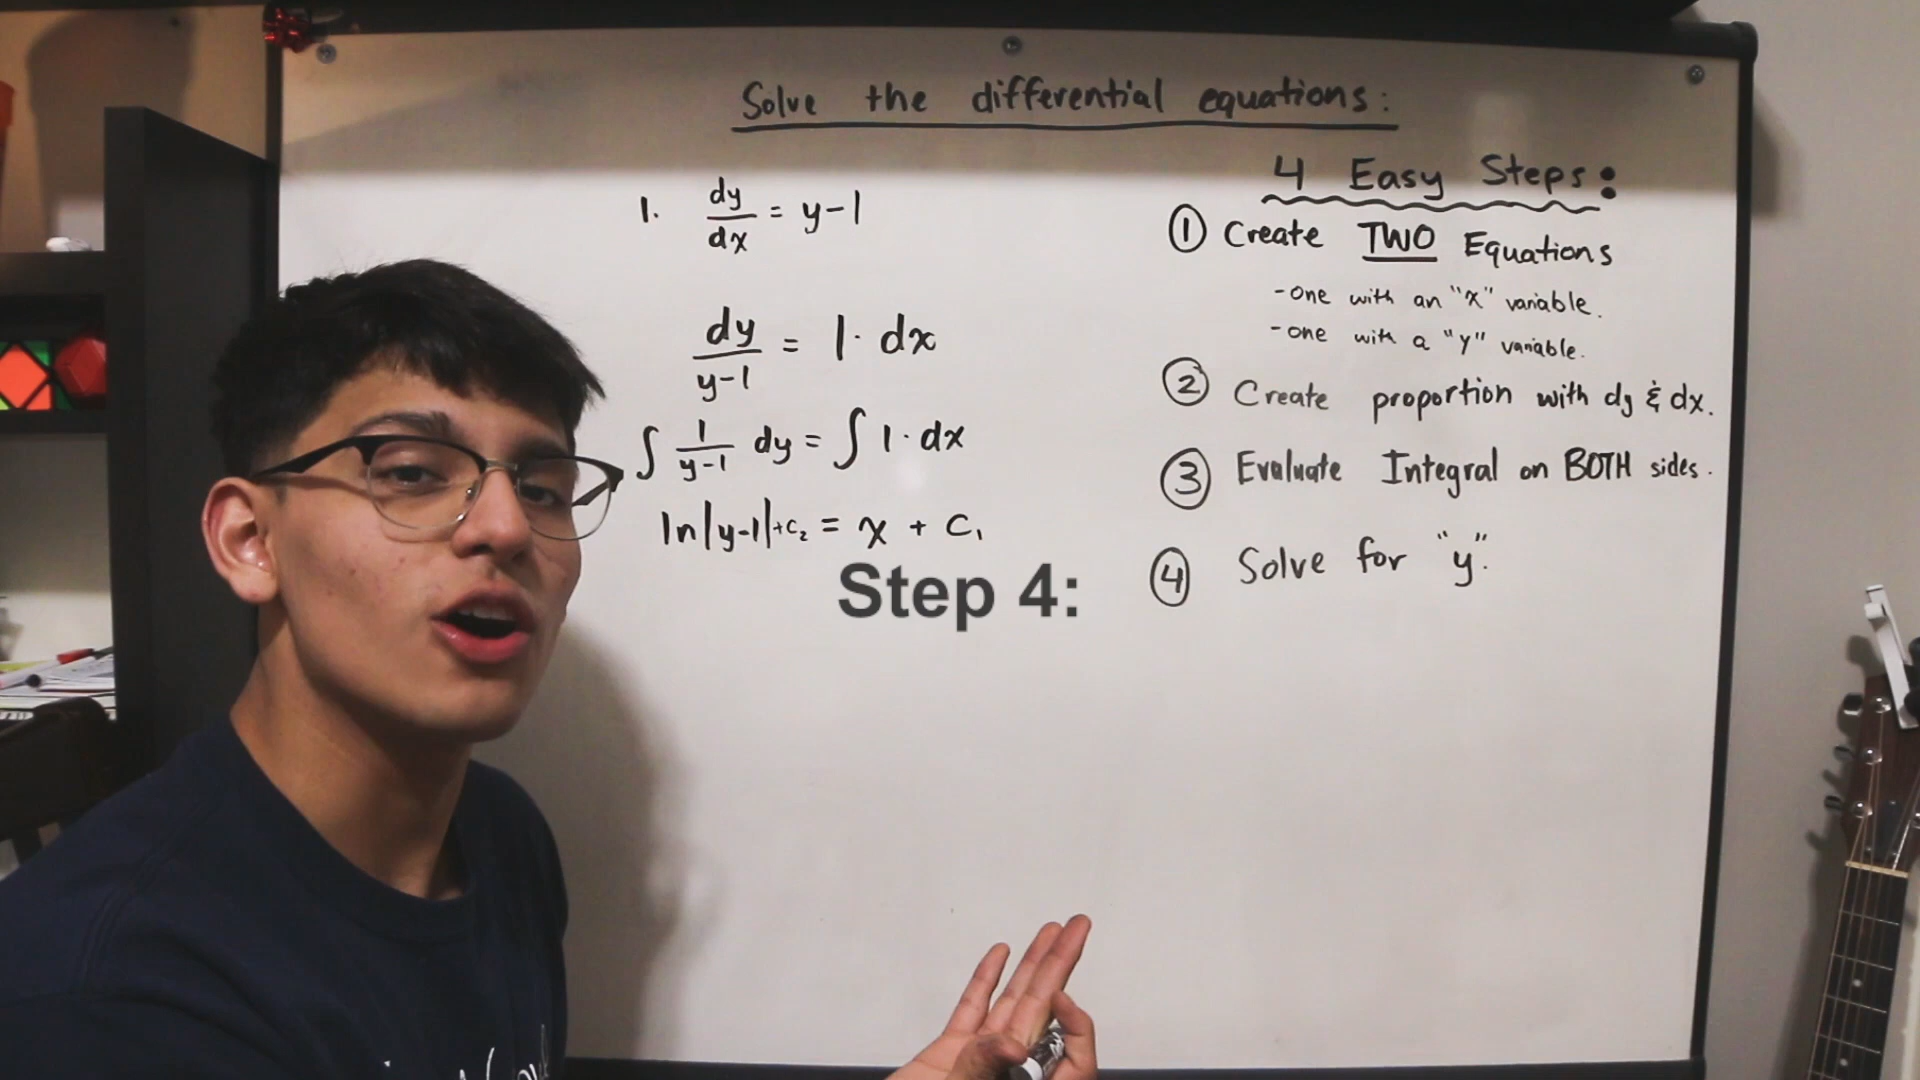 Solve the differential equations:
1. dy/dx = y-1
dy/y-1 = 1· dx
∫ 1/y-1 dy = ∫ 1· dx
ln|y-1|+c₂ = x + C₁
Step 4:
4 Easy Steps:
① Create TWO Equations
-one with an "x" variable.
-one with a "y" variable.
② Create proportion with dy & dx.
③ Evaluate Integral on BOTH sides.
④ Solve for "y".